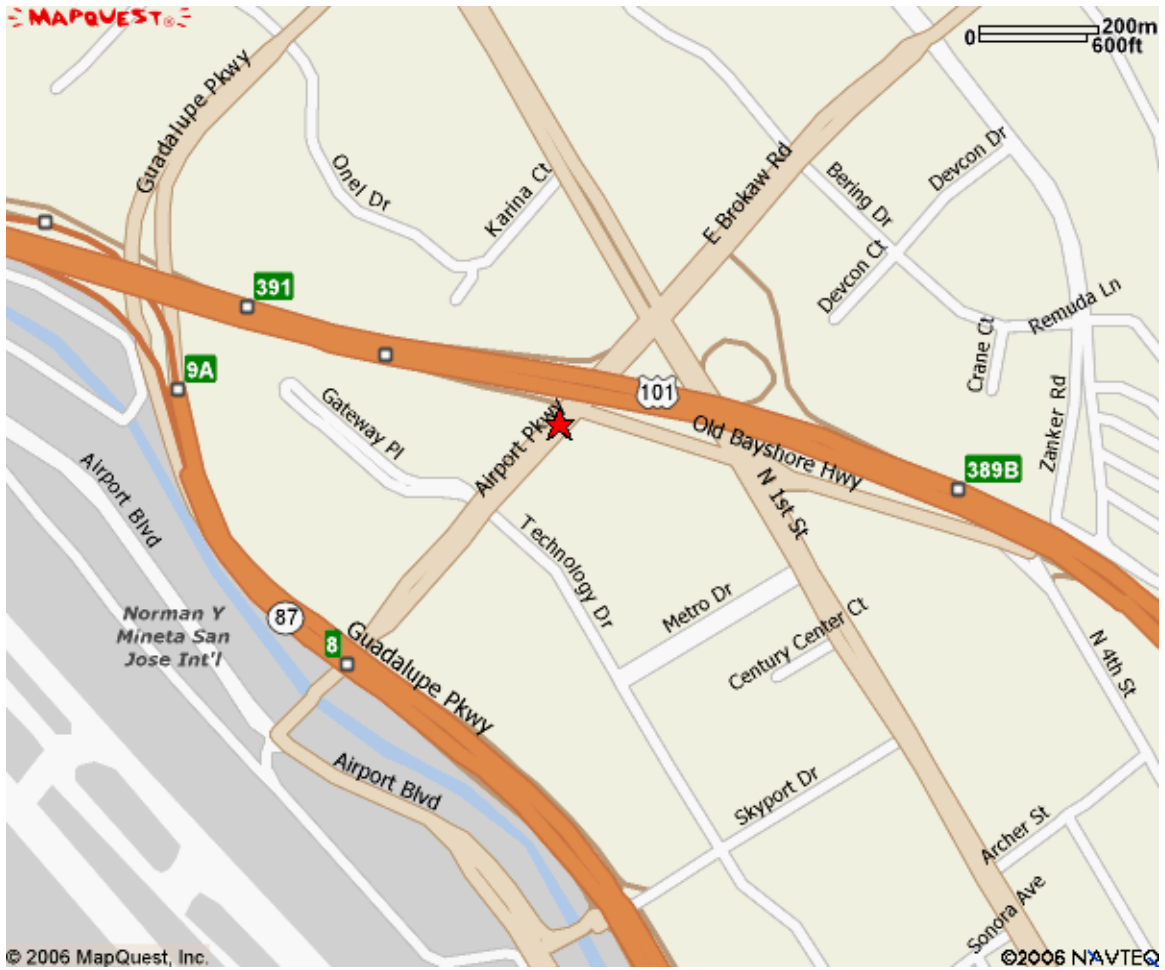 MAPQUEST®
200m
0
600ft
Guadalupe Pkwy
Onel Dr
Karina Ct
E Brokaw Rd
Bering Dr
Devcon Dr
Devcon Ct
Remuda Ln
Crane Ct
Zanker Rd
391
9A
101
Gateway Pl
Airport Pkwy
Old Bayshore Hwy
389B
N 1st St
Airport Blvd
Technology Dr
Metro Dr
Century Center Ct
N 4th St
Norman Y
Mineta San
Jose Int'l
87
8
Guadalupe Pkwy
Airport Blvd
Skyport Dr
Archer St
Sonora Ave
© 2006 MapQuest, Inc.
©2006 NAVTEQ